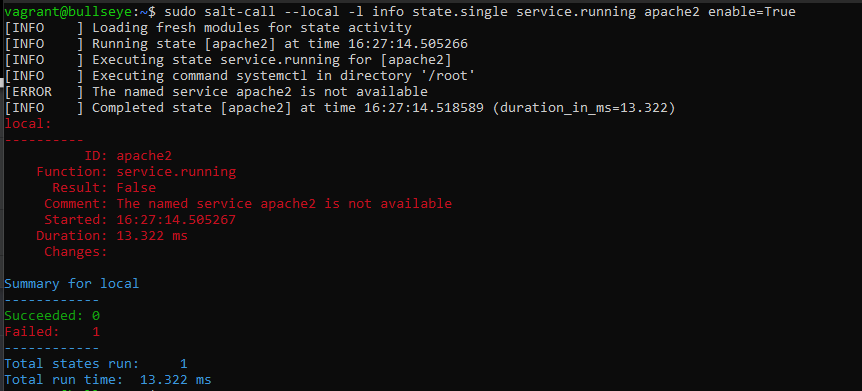 vagrant@bullseye:~$ sudo salt-call --local -l info state.single service.running apache2 enable=True
[INFO    ] Loading fresh modules for state activity
[INFO    ] Running state [apache2] at time 16:27:14.505266
[INFO    ] Executing state service.running for [apache2]
[INFO    ] Executing command systemctl in directory '/root'
[ERROR   ] The named service apache2 is not available
[INFO    ] Completed state [apache2] at time 16:27:14.518589 (duration_in_ms=13.322)
local:
----------
          ID: apache2
    Function: service.running
      Result: False
     Comment: The named service apache2 is not available
     Started: 16:27:14.505267
    Duration: 13.322 ms
     Changes:
Summary for local
------------
Succeeded: 0
Failed:    1
------------
Total states run:     1
Total run time:  13.322 ms